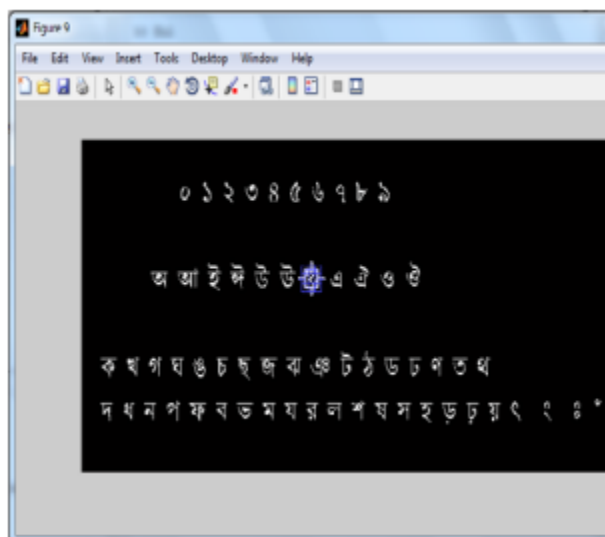 Figure 9
File Edit View Insert Tools Desktop Window Help
০ ১ ২ ৩ ৪ ৫ ৬ ৭ ৮ ৯
অ আ ই ঈ উ ঊ এ ঐ ও ঔ
ক খ গ ঘ ঙ চ ছ জ ঝ ঞ ট ঠ ড ঢ ণ ত থ
দ ধ ন প ফ ব ভ ম য র ল শ ষ স হ ড় ঢ় য় ৎ ং ঃ ঁ